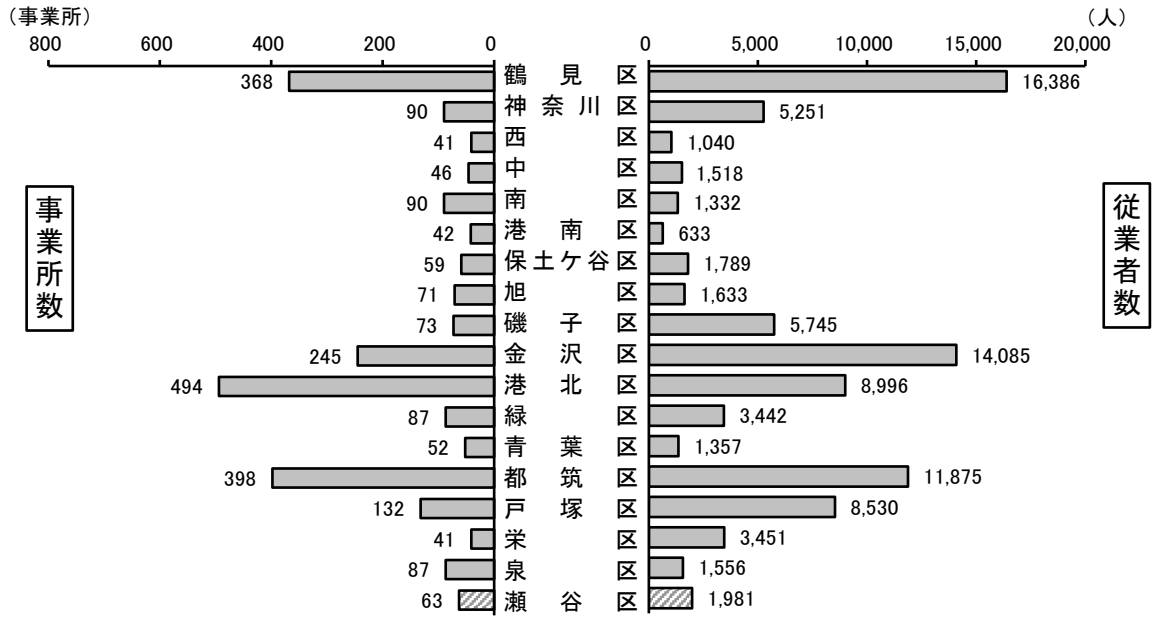 （事業所） （人）
800 600 400 200 0 0 5,000 10,000 15,000 20,000
368 鶴見区 16,386
90 神奈川区 5,251
41 西区 1,040
46 中区 1,518
90 南区 1,332
42 港南区 633
59 保土ケ谷区 1,789
71 旭区 1,633
73 磯子区 5,745
245 金沢区 14,085
494 港北区 8,996
87 緑区 3,442
52 青葉区 1,357
398 都筑区 11,875
132 戸塚区 8,530
41 栄区 3,451
87 泉区 1,556
63 瀬谷区 1,981
事業所数
従業者数